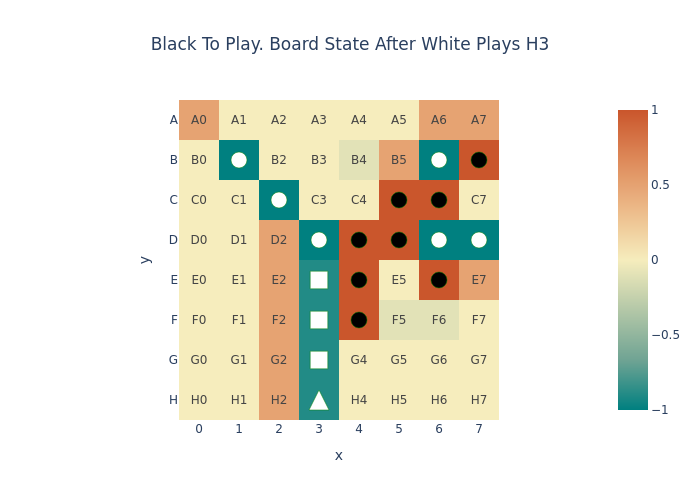 Black To Play. Board State After White Plays H3
A A0 A1 A2 A3 A4 A5 A6 A7
B B0 B2 B3 B4 B5
C C0 C1 C3 C4 C7
D D0 D1 D2
E E0 E1 E2 E5 E7
F F0 F1 F2 F5 F6 F7
G G0 G1 G2 G4 G5 G6 G7
H H0 H1 H2 H4 H5 H6 H7
0 1 2 3 4 5 6 7
x
y
1
0.5
0
−0.5
−1